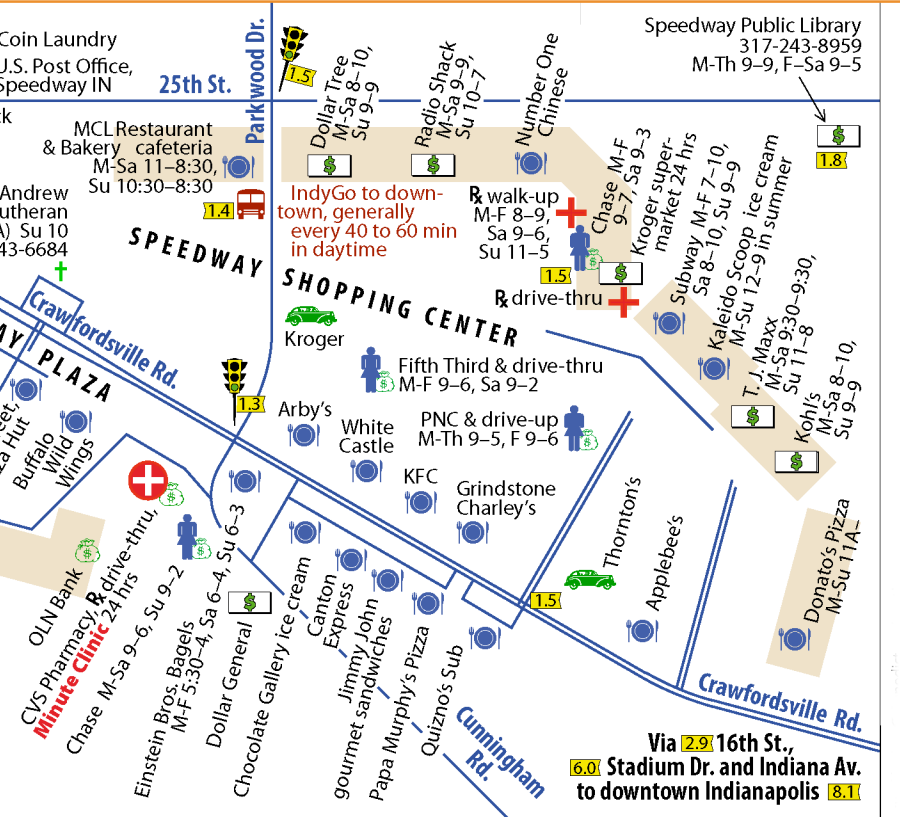 Coin Laundry
U.S. Post Office,
Speedway IN
25th St.
Parkwood Dr.
1.5
Dollar Tree
M-Sa 8–10,
Su 9–9
Radio Shack
M-Sa 9–9,
Su 10–7
Number One
Chinese
Speedway Public Library
317-243-8959
M-Th 9–9, F–Sa 9–5
$
1.8
ck
MCL Restaurant
& Bakery cafeteria
M-Sa 11–8:30,
Su 10:30–8:30
$
$
1.4
IndyGo to down-
town, generally
every 40 to 60 min
in daytime
Andrew
utheran
A) Su 10
43-6684
℞ walk-up
M-F 8–9,
Sa 9–6,
Su 11–5
Chase M-F
9–7, Sa 9–3
Kroger super-
market 24 hrs
1.5
$
$
℞ drive-thru
Subway M-F 7–10,
Sa 8–10, Su 9–9
Kaleido Scoop ice cream
M-Su 12–9 in summer
T. J. Maxx
M-Sa 9:30–9:30,
Su 11–8
$
Kohl's
M-Sa 8–10,
Su 9–9
$
SPEEDWAY SHOPPING CENTER
Crawfordsville Rd.
AY PLAZA
Kroger
1.3
Fifth Third & drive-thru
M-F 9–6, Sa 9–2
$
PNC & drive-up
M-Th 9–5, F 9–6
$
Arby's
White
Castle
KFC
Grindstone
Charley's
eet,
za Hut
Buffalo
Wild
Wings
$
OLN Bank
$
CVS Pharmacy, ℞ drive-thru,
Minute Clinic 24 hrs
Chase M-Sa 9–6, Su 9–2
$
Einstein Bros. Bagels
M-F 5:30–4, Sa 6–4, Su 6–3
Dollar General
$
Chocolate Gallery ice cream
Canton
Express
Jimmy John
gourmet sandwiches
Papa Murphy's Pizza
Quizno's Sub
Thornton's
1.5
Applebee's
Donato's Pizza
M-Su 11A–
Crawfordsville Rd.
Cunningham
Rd.
Via 2.9 16th St.,
6.0 Stadium Dr. and Indiana Av.
to downtown Indianapolis 8.1